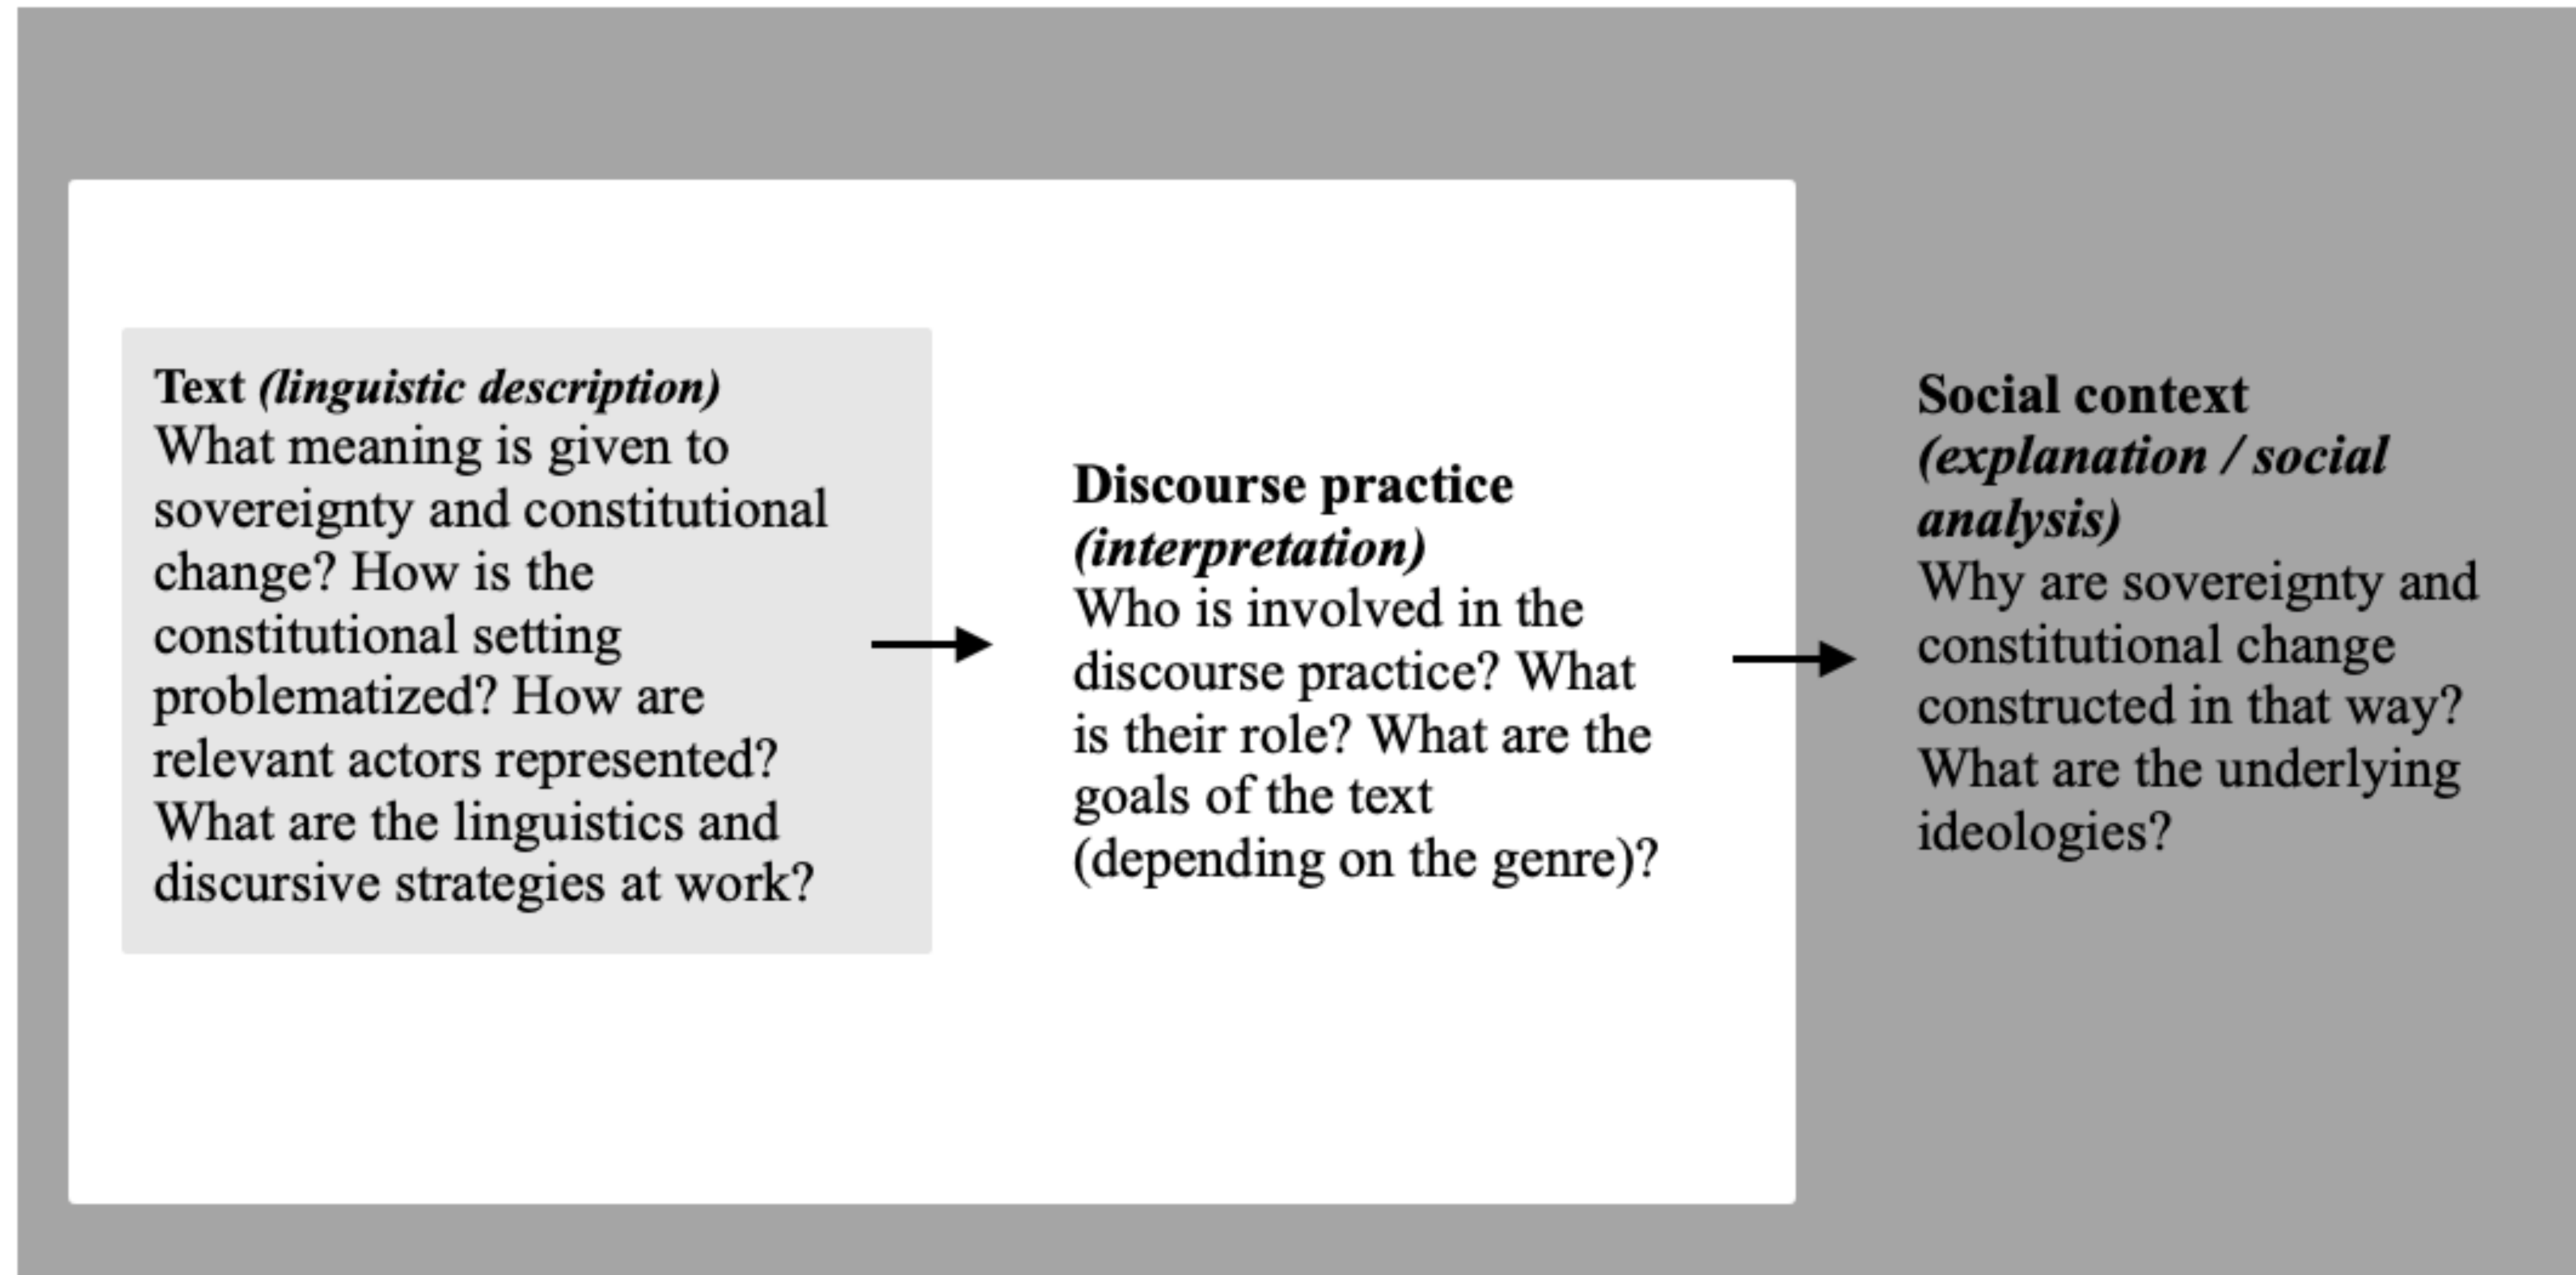 Text (linguistic description)
What meaning is given to
sovereignty and constitutional
change? How is the
constitutional setting
problematized? How are
relevant actors represented?
What are the linguistics and
discursive strategies at work?
Discourse practice
(interpretation)
Who is involved in the
discourse practice? What
is their role? What are the
goals of the text
(depending on the genre)?
Social context
(explanation / social
analysis)
Why are sovereignty and
constitutional change
constructed in that way?
What are the underlying
ideologies?